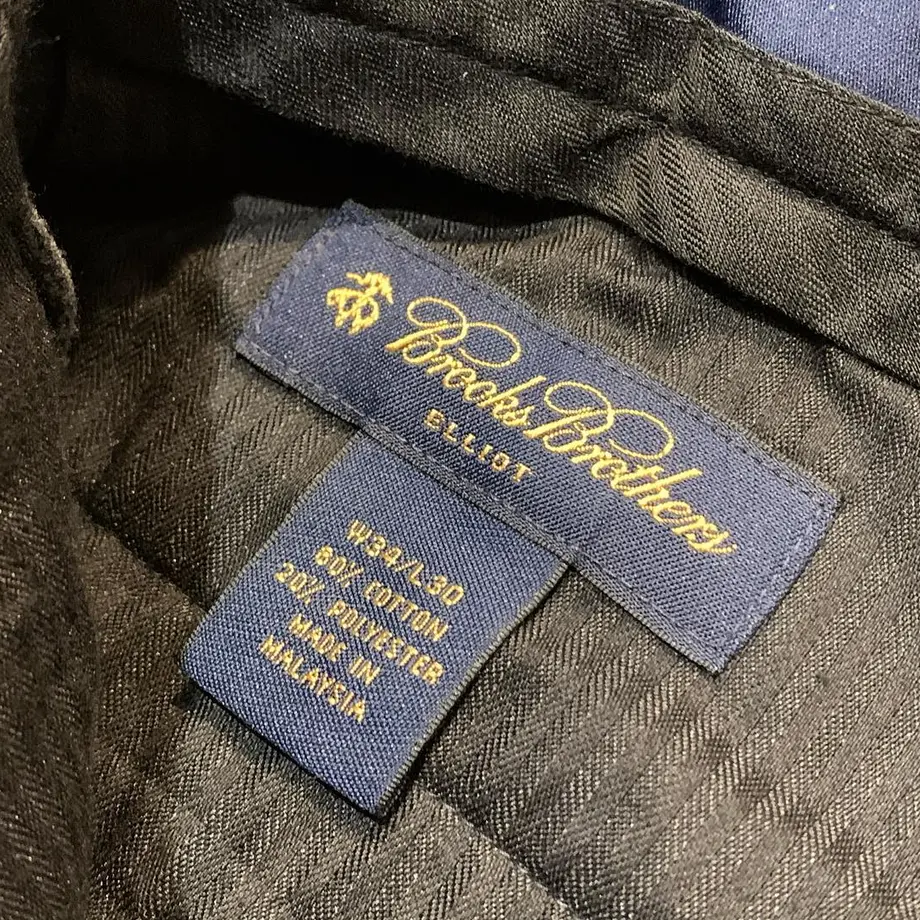 Brooks Brothers
ELLIOT
W34/L30
80% COTTON
20% POLYESTER
MADE IN
MALAYSIA